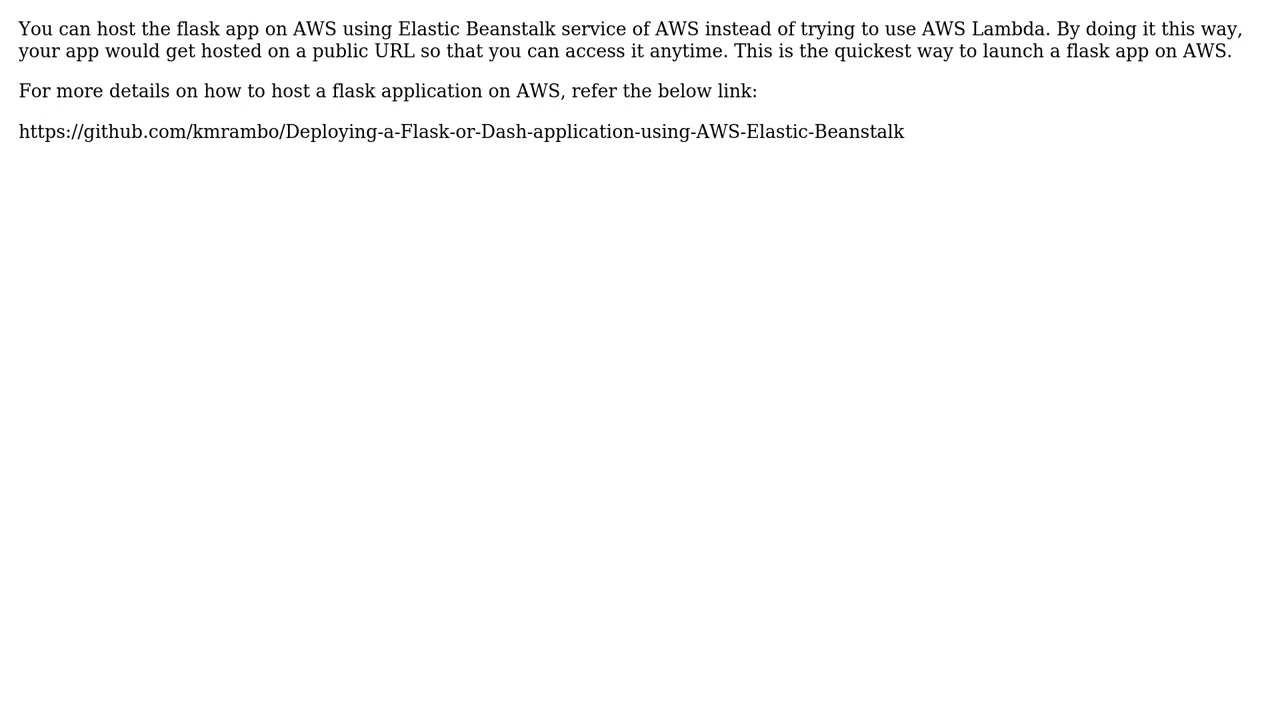 You can host the flask app on AWS using Elastic Beanstalk service of AWS instead of trying to use AWS Lambda. By doing it this way,
your app would get hosted on a public URL so that you can access it anytime. This is the quickest way to launch a flask app on AWS.
For more details on how to host a flask application on AWS, refer the below link:
https://github.com/kmrambo/Deploying-a-Flask-or-Dash-application-using-AWS-Elastic-Beanstalk